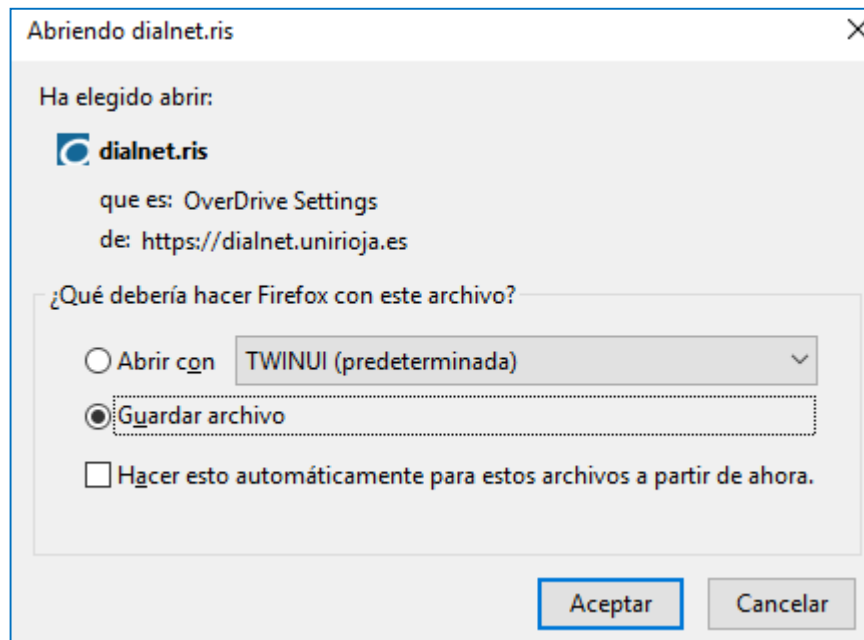 Abriendo dialnet.ris
Ha elegido abrir:
dialnet.ris
que es: OverDrive Settings
de: https://dialnet.unirioja.es
¿Qué debería hacer Firefox con este archivo?
Abrir con TWINUI (predeterminada)
Guardar archivo
Hacer esto automáticamente para estos archivos a partir de ahora.
Aceptar Cancelar